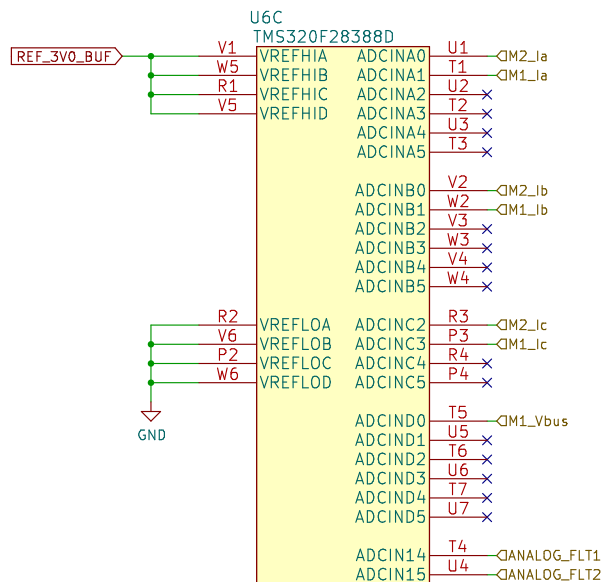 U6C
TMS320F28388D
REF_3V0_BUF V1 VREFHIA ADCINA0 U1 M2_Ia
W5 VREFHIB ADCINA1 T1 M1_Ia
R1 VREFHIC ADCINA2 U2
V5 VREFHID ADCINA3 T2
ADCINA4 U3
ADCINA5 T3
ADCINB0 V2 M2_Ib
ADCINB1 W2 M1_Ib
ADCINB2 V3
ADCINB3 W3
ADCINB4 V4
ADCINB5 W4
R2 VREFLOA ADCINC2 R3 M2_Ic
V6 VREFLOB ADCINC3 P3 M1_Ic
P2 VREFLOC ADCINC4 R4
W6 VREFLOD ADCINC5 P4
GND
ADCIND0 T5 M1_Vbus
ADCIND1 U5
ADCIND2 T6
ADCIND3 U6
ADCIND4 T7
ADCIND5 U7
ADCIN14 T4 ANALOG_FLT1
ADCIN15 U4 ANALOG_FLT2